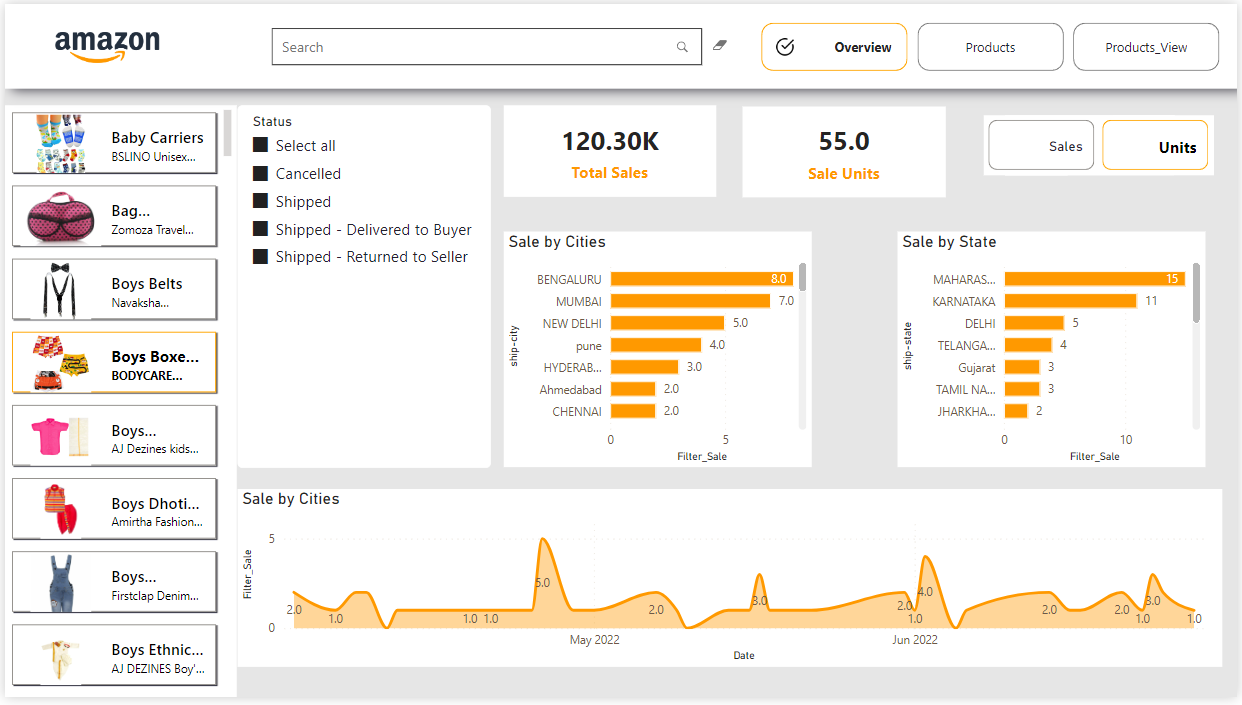 amazon
Search
Overview
Products
Products_View
Baby Carriers
BSLINO Unisex...
Bag...
Zomoza Travel...
Boys Belts
Navaksha...
Boys Boxe...
BODYCARE...
Boys...
AJ Dezines kids...
Boys Dhoti...
Amirtha Fashion...
Boys...
Firstclap Denim...
Boys Ethnic...
AJ DEZINES Boy'...
Status
Select all
Cancelled
Shipped
Shipped - Delivered to Buyer
Shipped - Returned to Seller
120.30K
Total Sales
55.0
Sale Units
Sales
Units
Sale by Cities
ship-city
BENGALURU 8.0
MUMBAI 7.0
NEW DELHI 5.0
pune 4.0
HYDERAB... 3.0
Ahmedabad 2.0
CHENNAI 2.0
0 5
Filter_Sale
Sale by State
ship-state
MAHARAS... 15
KARNATAKA 11
DELHI 5
TELANGA... 4
Gujarat 3
TAMIL NA... 3
JHARKHA... 2
0 10
Filter_Sale
Sale by Cities
Filter_Sale
5
0
2.0 1.0 1.0 1.0 5.0 2.0 3.0 2.0 1.0 4.0 2.0 2.0 1.0 3.0 1.0
May 2022 Jun 2022
Date